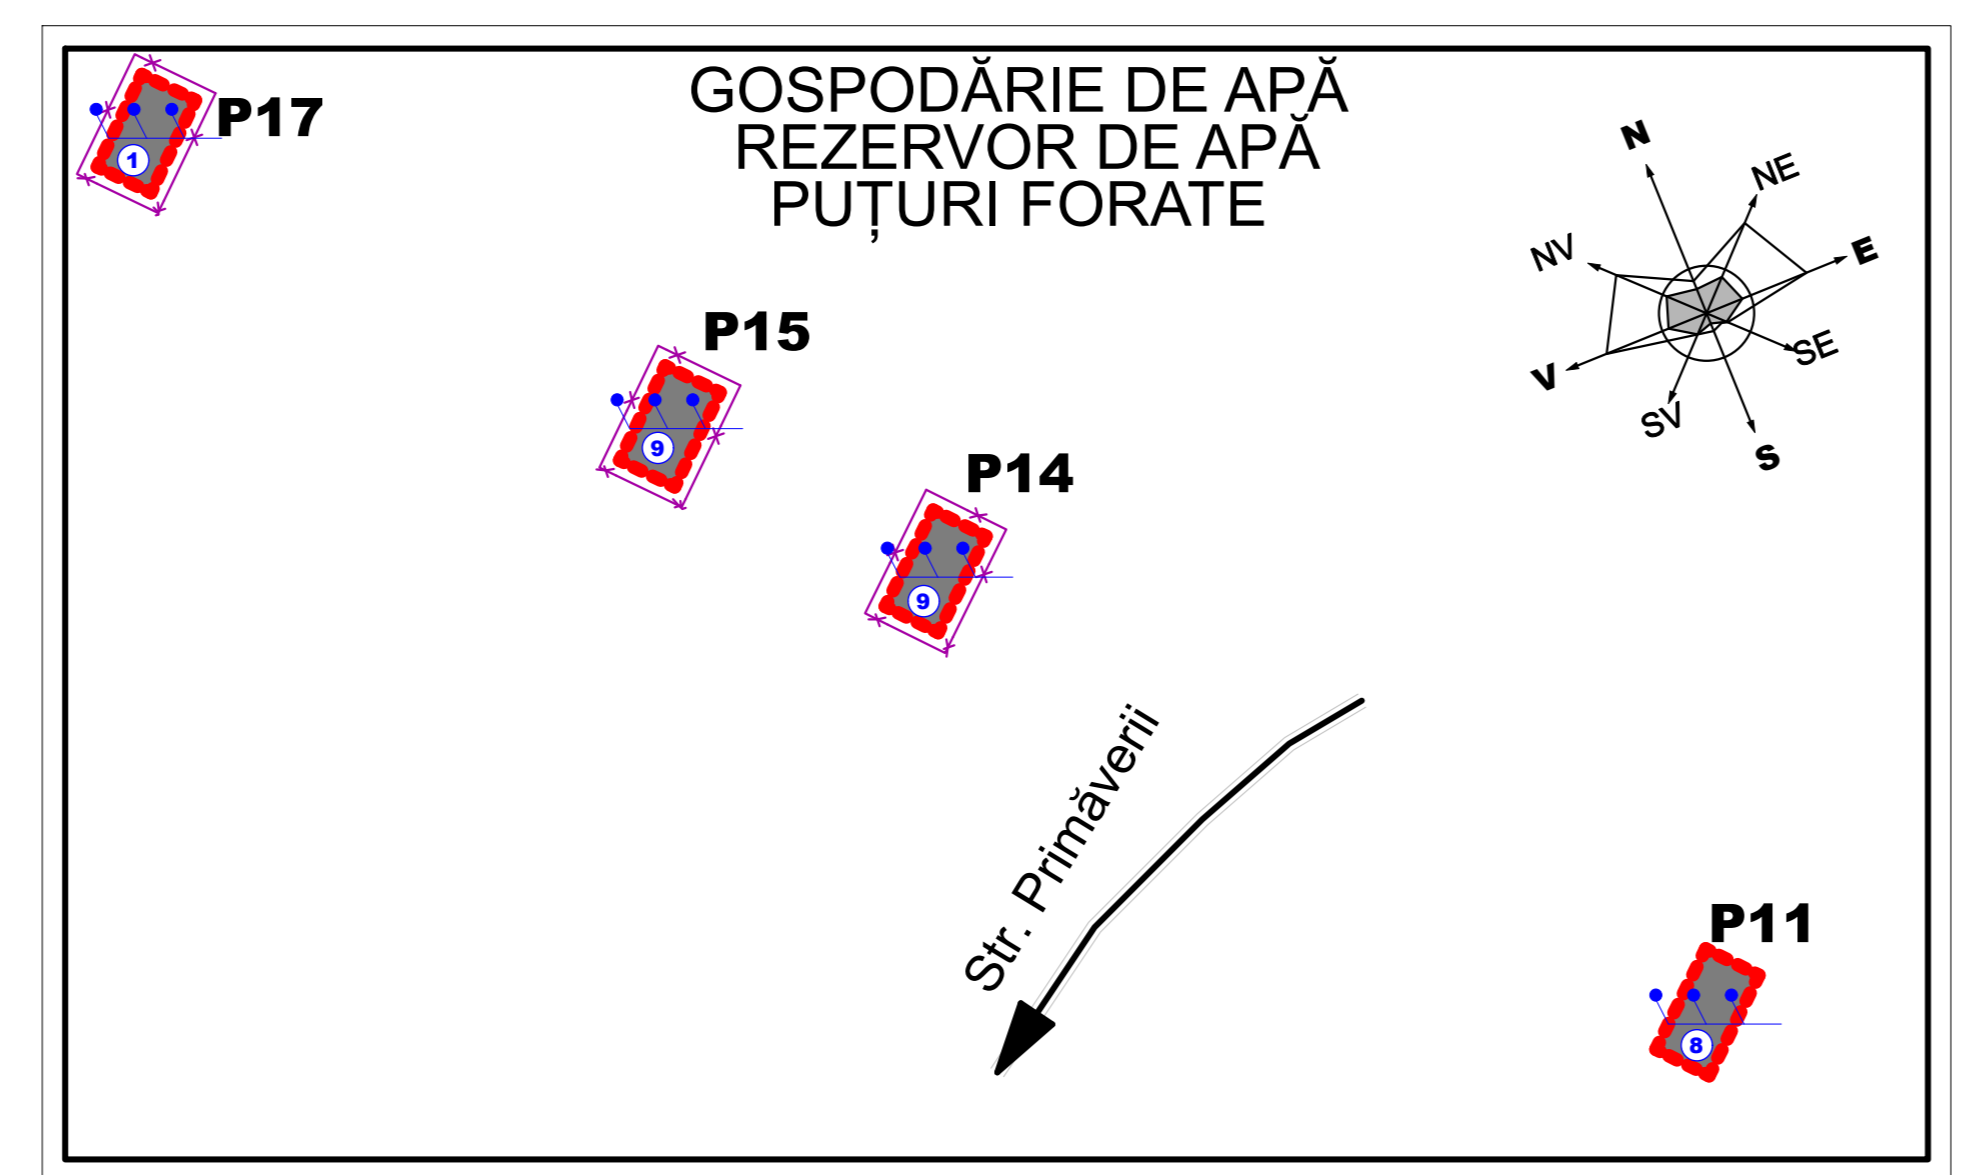 GOSPODĂRIE DE APĂ
REZERVOR DE APĂ
PUȚURI FORATE
P17
1
N
NE
E
NV
SE
V
SV
S
P15
9
P14
9
Str. Primăverii
P11
8